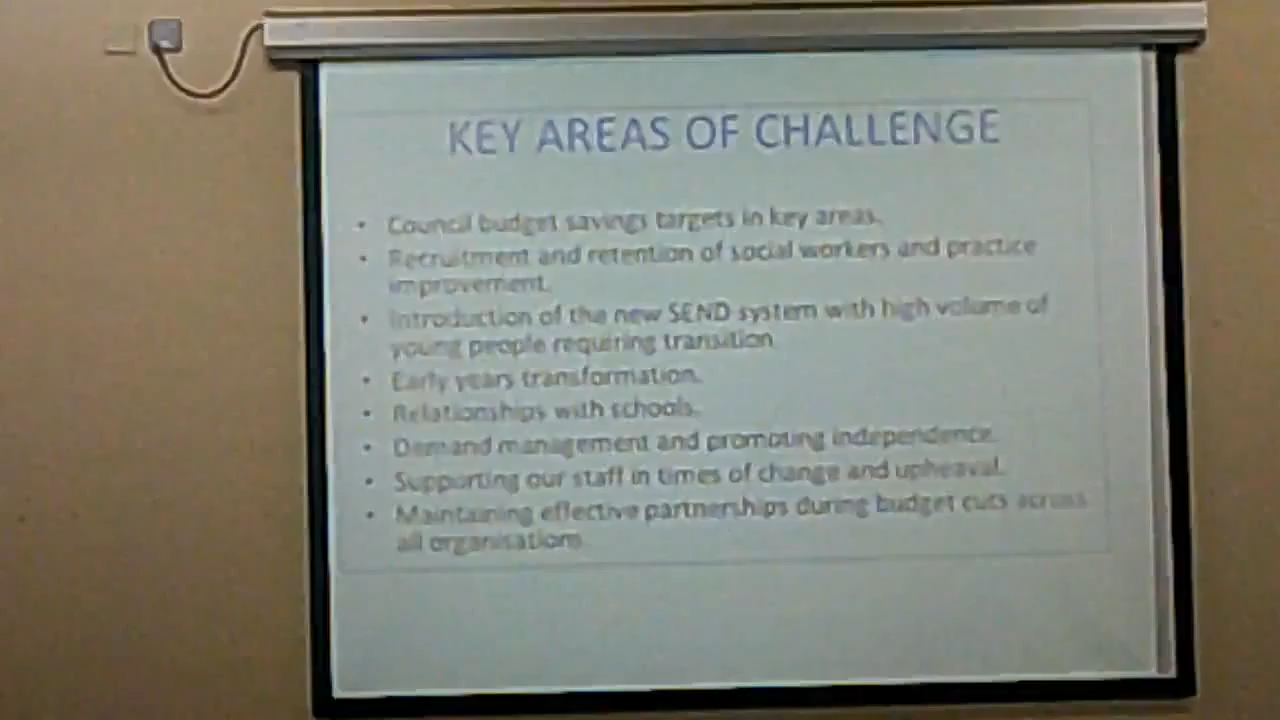 KEY AREAS OF CHALLENGE
• Council budget savings targets in key areas.
• Recruitment and retention of social workers and practice
improvement.
• Introduction of the new SEND system with high volume of
young people requiring transition
• Early years transformation.
• Relationships with schools.
• Demand management and promoting independence.
• Supporting our staff in times of change and upheaval.
• Maintaining effective partnerships during budget cuts across
all organisations